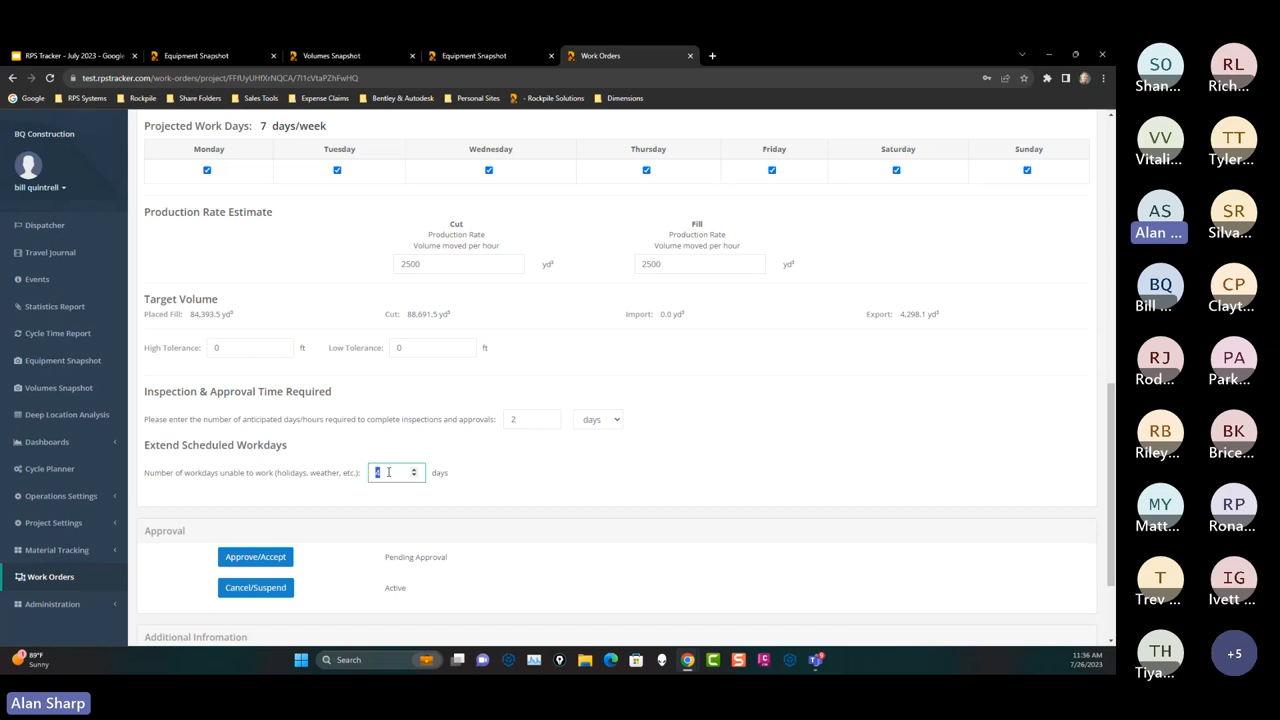 RPS Tracker - July 2023 - Google
Equipment Snapshot
Volumes Snapshot
Equipment Snapshot
Work Orders
test.rpstracker.com/work-orders/project/FFfUyUHfXrNQCA/7I1cVtaPZhFwHQ
Google
RPS Systems
Rockpile
Share Folders
Sales Tools
Expense Claims
Bentley & Autodesk
Personal Sites
- Rockpile Solutions
Dimensions
BQ Construction
bill quintrell
Dispatcher
Travel Journal
Events
Statistics Report
Cycle Time Report
Equipment Snapshot
Volumes Snapshot
Deep Location Analysis
Dashboards
Cycle Planner
Operations Settings
Project Settings
Material Tracking
Work Orders
Administration
Projected Work Days: 7 days/week
Monday Tuesday Wednesday Thursday Friday Saturday Sunday
Production Rate Estimate
Cut
Production Rate
Volume moved per hour
2500 yd³
Fill
Production Rate
Volume moved per hour
2500 yd³
Target Volume
Placed Fill: 84,393.5 yd³ Cut: 88,691.5 yd³ Import: 0.0 yd³ Export: 4,298.1 yd³
High Tolerance: 0 ft Low Tolerance: 0 ft
Inspection & Approval Time Required
Please enter the number of anticipated days/hours required to complete inspections and approvals: 2 days
Extend Scheduled Workdays
Number of workdays unable to work (holidays, weather, etc.): days
Approval
Approve/Accept Pending Approval
Cancel/Suspend Active
Additional Infromation
89°F
Sunny
Search
11:36 AM
7/26/2023
SO
Shan...
RL
Rich...
VV
Vitali...
TT
Tyler...
AS
Alan ...
SR
Silva...
BQ
Bill ...
CP
Clayt...
RJ
Rod...
PA
Park...
RB
Riley...
BK
Brice...
MY
Matt...
RP
Rona...
T
Trev ...
IG
Ivett ...
TH
Tiya...
+5
Alan Sharp